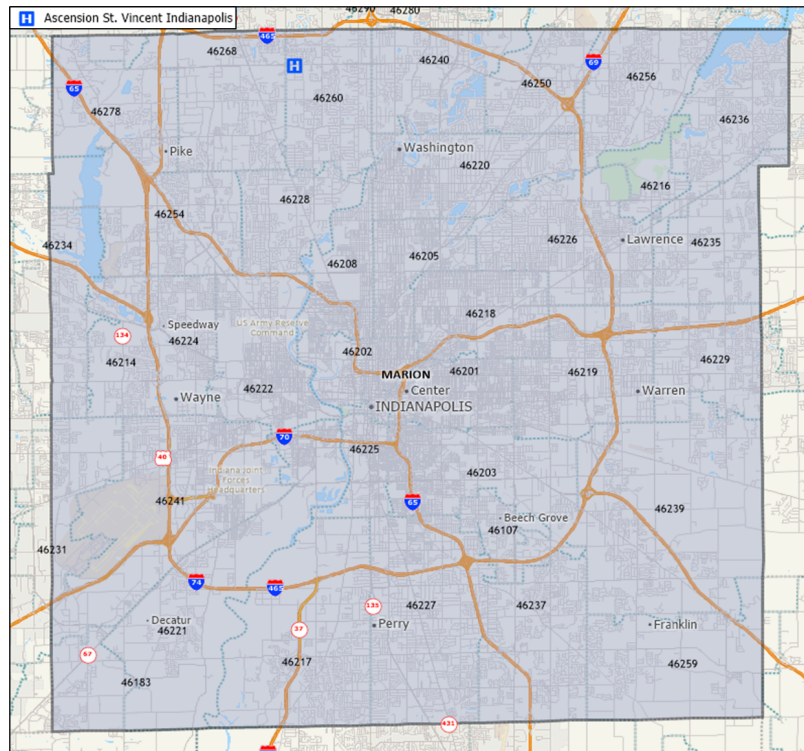 H Ascension St. Vincent Indianapolis
46290
46280
46268
465
46240
H
69
46256
65
46250
46260
46278
46236
Pike
Washington
46220
46216
46228
46254
46234
46226
Lawrence
46235
46205
46208
46218
Speedway
US Army Reserve
Command
134
46224
46202
46214
46229
MARION
46201
46219
46222
Center
Warren
Wayne
INDIANAPOLIS
70
46225
40
Indiana Joint
Forces
Headquarters
46203
46241
65
46239
Beech Grove
46107
46231
74
465
46227
46237
135
Decatur
46221
Perry
Franklin
37
67
46217
46259
46183
431